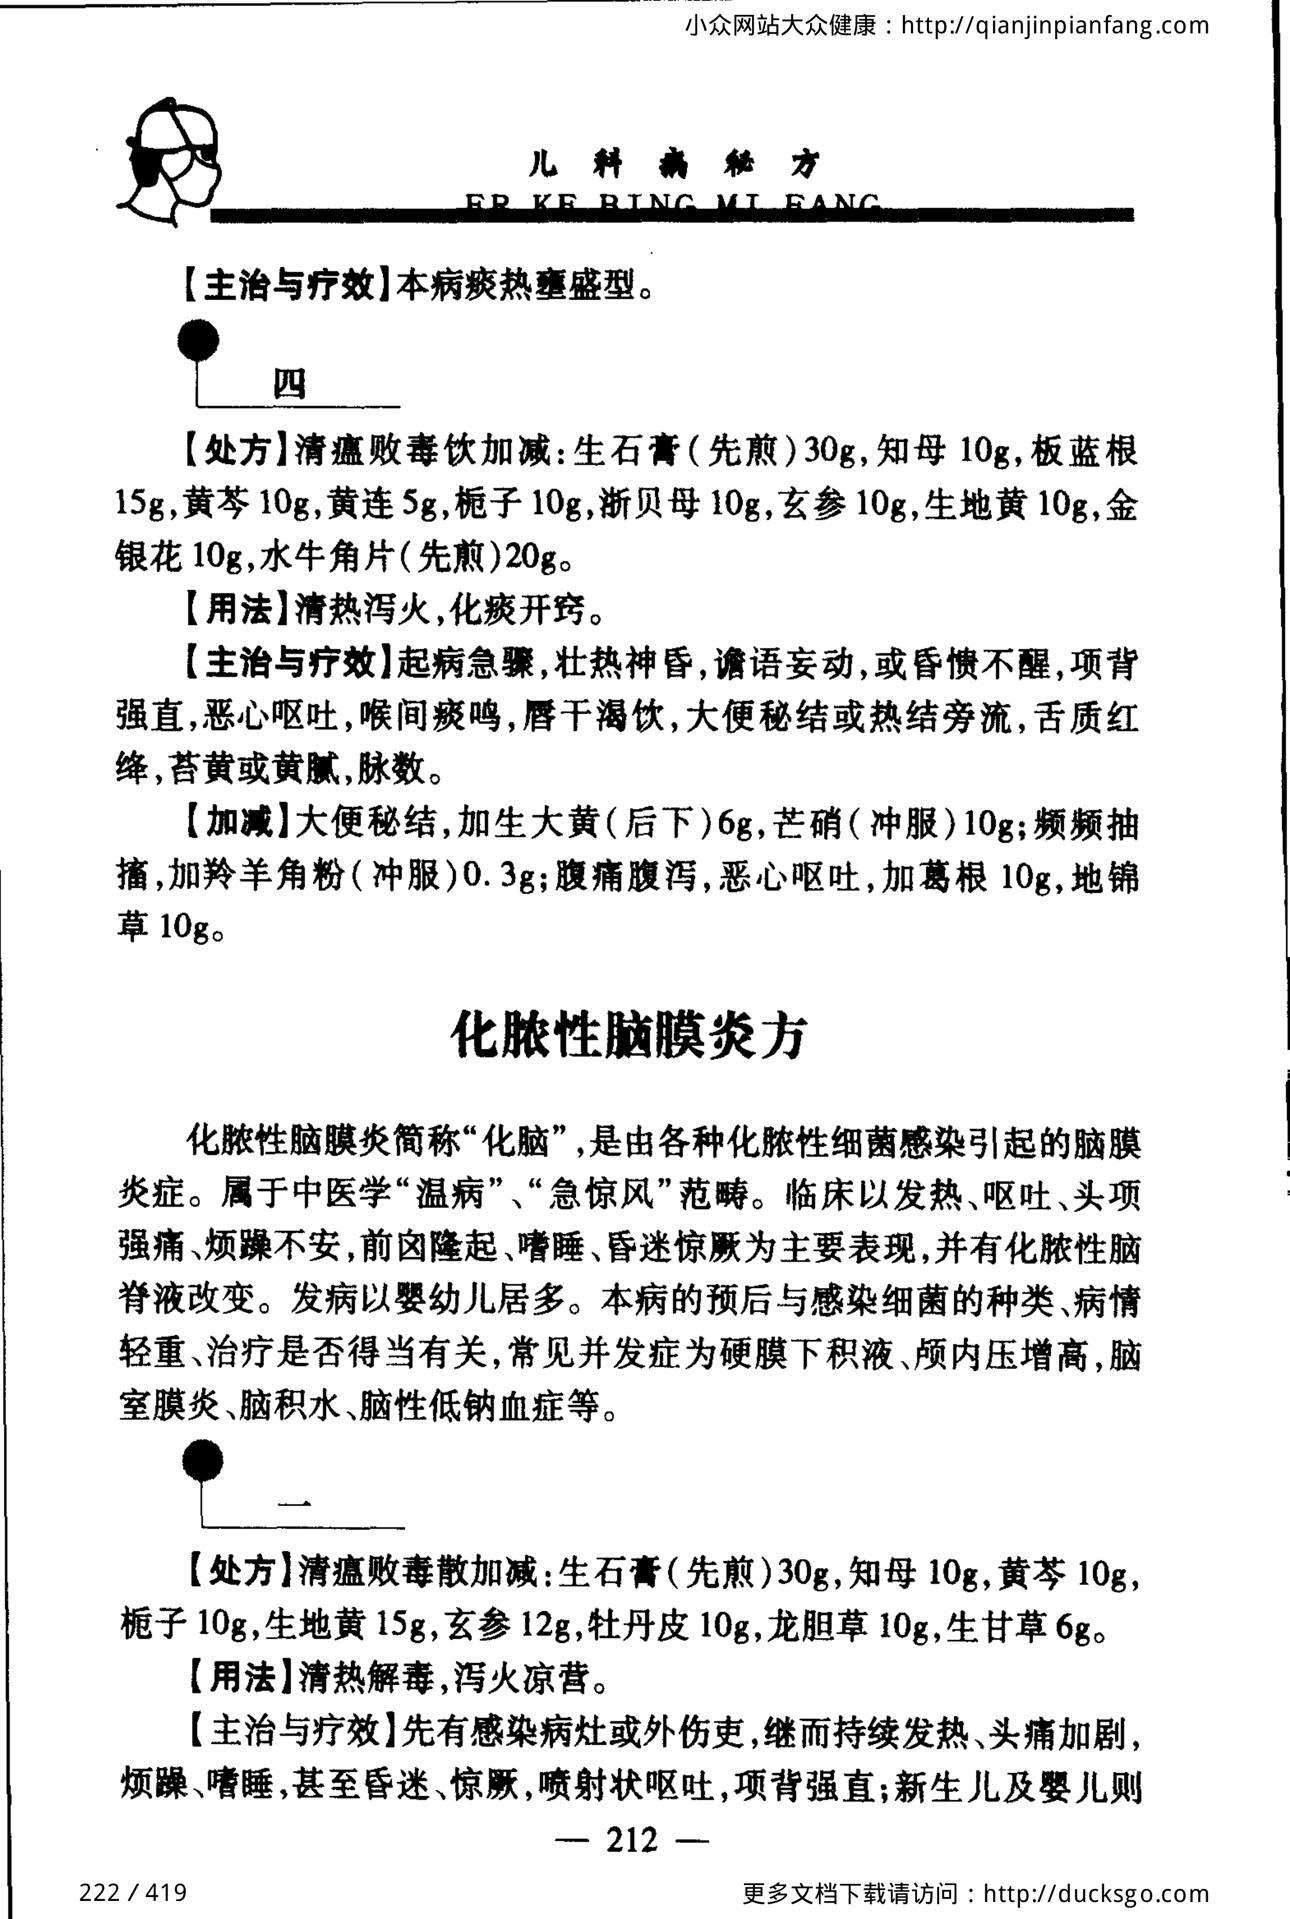 小众网站大众健康：http://qianjinpianfang.com
儿科病秘方
ER KE BING MI FANG
【主治与疗效】本病痰热壅盛型。
四
【处方】清瘟败毒饮加减：生石膏（先煎）30g，知母 10g，板蓝根
15g，黄芩 10g，黄连 5g，栀子 10g，浙贝母 10g，玄参 10g，生地黄 10g，金
银花 10g，水牛角片（先煎）20g。
【用法】清热泻火，化痰开窍。
【主治与疗效】起病急骤，壮热神昏，谵语妄动，或昏愦不醒，项背
强直，恶心呕吐，喉间痰鸣，唇干渴饮，大便秘结或热结旁流，舌质红
绛，苔黄或黄腻，脉数。
【加减】大便秘结，加生大黄（后下）6g，芒硝（冲服）10g；频频抽
搐，加羚羊角粉（冲服）0.3g；腹痛腹泻，恶心呕吐，加葛根 10g，地锦
草 10g。
化脓性脑膜炎方
化脓性脑膜炎简称“化脑”，是由各种化脓性细菌感染引起的脑膜
炎症。属于中医学“温病”、“急惊风”范畴。临床以发热、呕吐、头项
强痛、烦躁不安，前囟隆起、嗜睡、昏迷惊厥为主要表现，并有化脓性脑
脊液改变。发病以婴幼儿居多。本病的预后与感染细菌的种类、病情
轻重、治疗是否得当有关，常见并发症为硬膜下积液、颅内压增高，脑
室膜炎、脑积水、脑性低钠血症等。
一
【处方】清瘟败毒散加减：生石膏（先煎）30g，知母 10g，黄芩 10g，
栀子 10g，生地黄 15g，玄参 12g，牡丹皮 10g，龙胆草 10g，生甘草 6g。
【用法】清热解毒，泻火凉营。
【主治与疗效】先有感染病灶或外伤吏，继而持续发热、头痛加剧，
烦躁、嗜睡，甚至昏迷、惊厥，喷射状呕吐，项背强直；新生儿及婴儿则
— 212 —
222 / 419
更多文档下载请访问：http://ducksgo.com